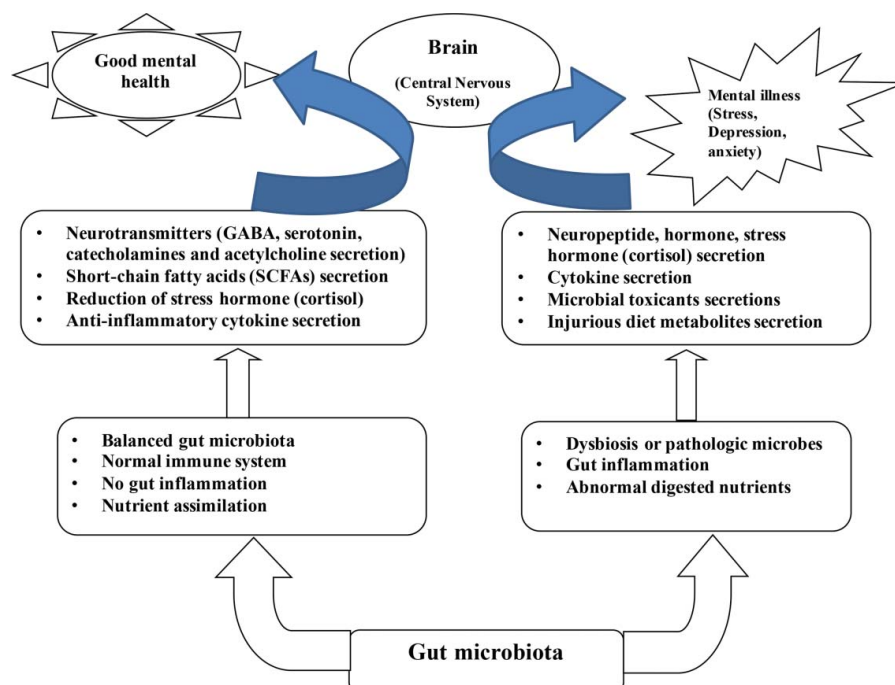 Good mental
health
Brain
(Central Nervous
System)
Mental illness
(Stress,
Depression,
anxiety)
• Neurotransmitters (GABA, serotonin,
catecholamines and acetylcholine secretion)
• Short-chain fatty acids (SCFAs) secretion
• Reduction of stress hormone (cortisol)
• Anti-inflammatory cytokine secretion
• Neuropeptide, hormone, stress
hormone (cortisol) secretion
• Cytokine secretion
• Microbial toxicants secretions
• Injurious diet metabolites secretion
• Balanced gut microbiota
• Normal immune system
• No gut inflammation
• Nutrient assimilation
• Dysbiosis or pathologic microbes
• Gut inflammation
• Abnormal digested nutrients
Gut microbiota